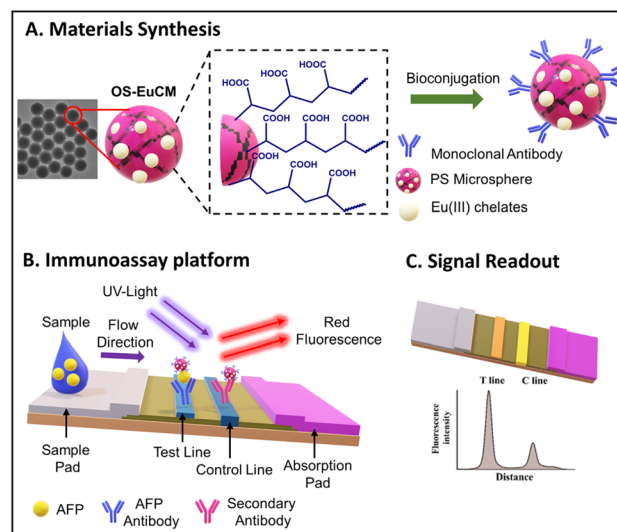 A. Materials Synthesis
OS-EuCM
HOOC
HOOC
HOOC
COOH
COOH
COOH
COOH
COOH
COOH
Bioconjugation
Monoclonal Antibody
PS Microsphere
Eu(III) chelates
B. Immunoassay platform
UV-Light
Sample
Flow
Direction
Red
Fluorescence
Sample
Pad
Test Line
Control Line
Absorption
Pad
AFP
AFP
Antibody
Secondary
Antibody
C. Signal Readout
T line
C line
Fluorescence
intensity
Distance